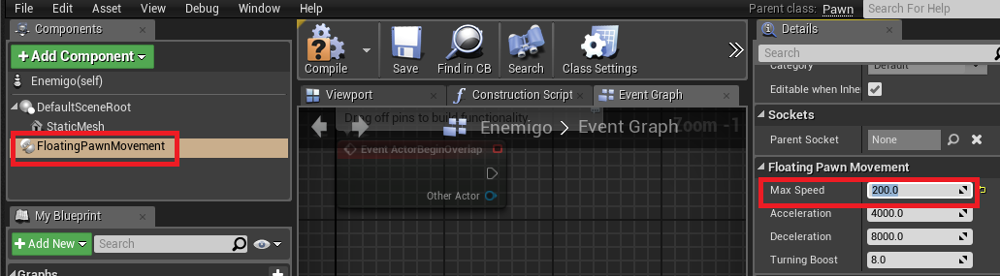 File Edit Asset View Debug Window Help
Parent class: Pawn Search For Help
Components
+ Add Component
Enemigo(self)
DefaultSceneRoot
StaticMesh
FloatingPawnMovement
My Blueprint
+ Add New Search
Graphs
Compile Save Find in CB Search Class Settings
Viewport Construction Script Event Graph
Drag off pins to build functionality.
Enemigo > Event Graph Zoom -1
Event ActorBeginOverlap
Other Actor
Details
Search
Category Default
Editable when Inhe
Sockets
Parent Socket None
Floating Pawn Movement
Max Speed 200.0
Acceleration 4000.0
Deceleration 8000.0
Turning Boost 8.0